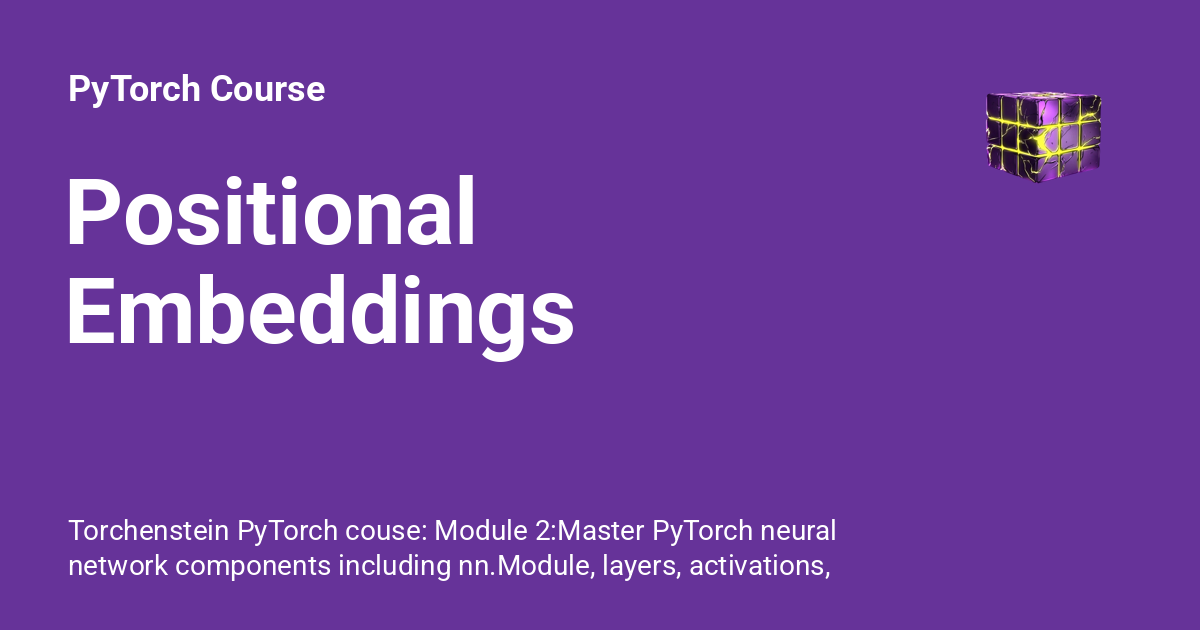 PyTorch Course
Positional
Embeddings
Torchenstein PyTorch couse: Module 2:Master PyTorch neural
network components including nn.Module, layers, activations,